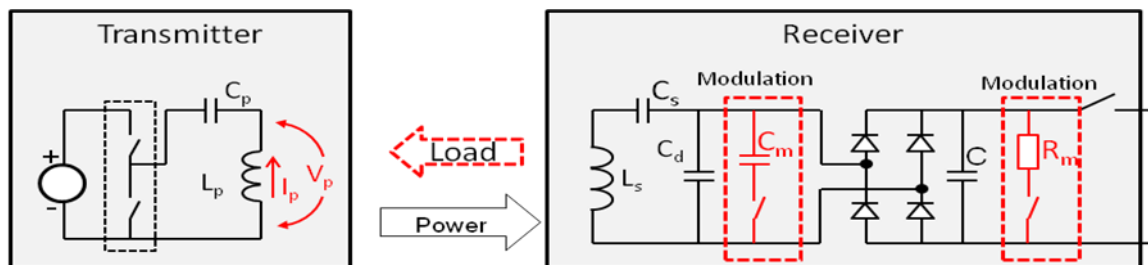 Transmitter
+
-
Cp
Lp
Ip
Vp
Load
Power
Receiver
Modulation
Modulation
Cs
Cd
Cm
Ls
C
Rm